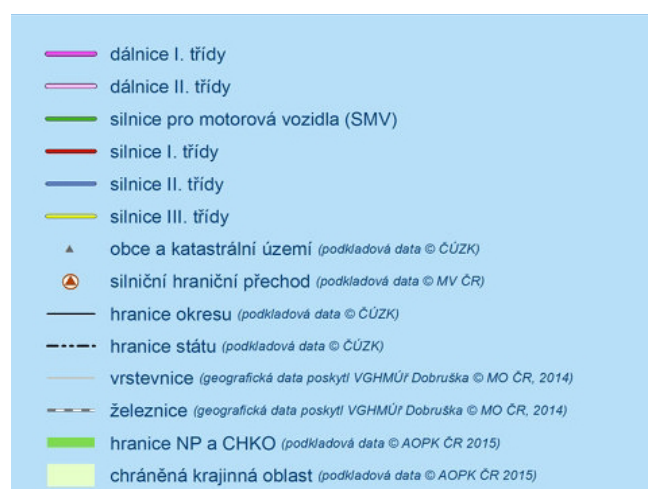 dálnice I. třídy
dálnice II. třídy
silnice pro motorová vozidla (SMV)
silnice I. třídy
silnice II. třídy
silnice III. třídy
obce a katastrální území (podkladová data © ČÚZK)
silniční hraniční přechod (podkladová data © MV ČR)
hranice okresu (podkladová data © ČÚZK)
hranice státu (podkladová data © ČÚZK)
vrstevnice (geografická data poskytl VGHMÚř Dobruška © MO ČR, 2014)
železnice (geografická data poskytl VGHMÚř Dobruška © MO ČR, 2014)
hranice NP a CHKO (podkladová data © AOPK ČR 2015)
chráněná krajinná oblast (podkladová data © AOPK ČR 2015)